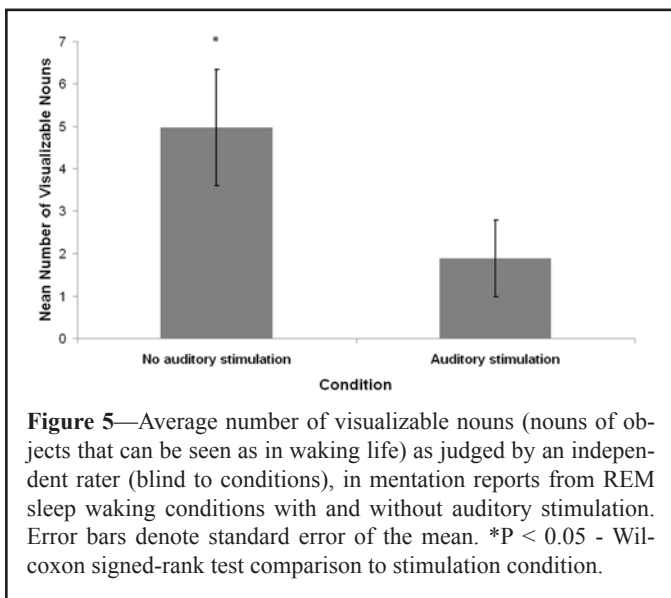 7
*
6
5
4
3
2
1
0
Nean Number of Visualizable Nouns
No auditory stimulation Auditory stimulation
Condition
Figure 5—Average number of visualizable nouns (nouns of ob-
jects that can be seen as in waking life) as judged by an indepen-
dent rater (blind to conditions), in mentation reports from REM
sleep waking conditions with and without auditory stimulation.
Error bars denote standard error of the mean. *P < 0.05 - Wil-
coxon signed-rank test comparison to stimulation condition.